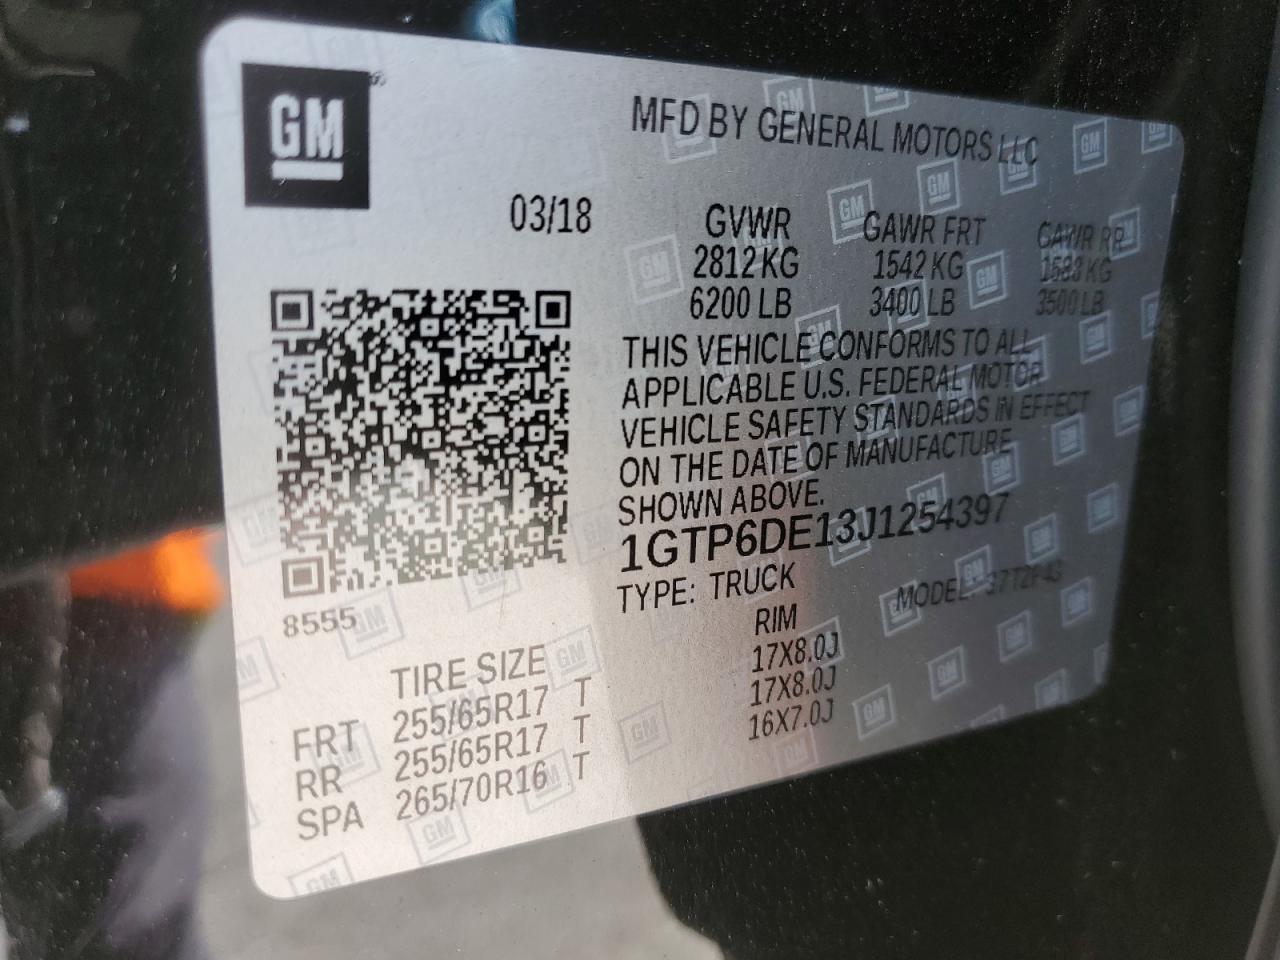 GM
MFD BY GENERAL MOTORS LLC
03/18 GVWR GAWR FRT GAWR RR
2812 KG 1542 KG 1588 KG
6200 LB 3400 LB 3500 LB
THIS VEHICLE CONFORMS TO ALL
APPLICABLE U.S. FEDERAL MOTOR
VEHICLE SAFETY STANDARDS IN EFFECT
ON THE DATE OF MANUFACTURE
SHOWN ABOVE.
1GTP6DE13J1254397
TYPE: TRUCK MODEL:
8555
TIRE SIZE RIM
FRT 255/65R17 T 17X8.0J
RR 255/65R17 T 17X8.0J
SPA 265/70R16 T 16X7.0J